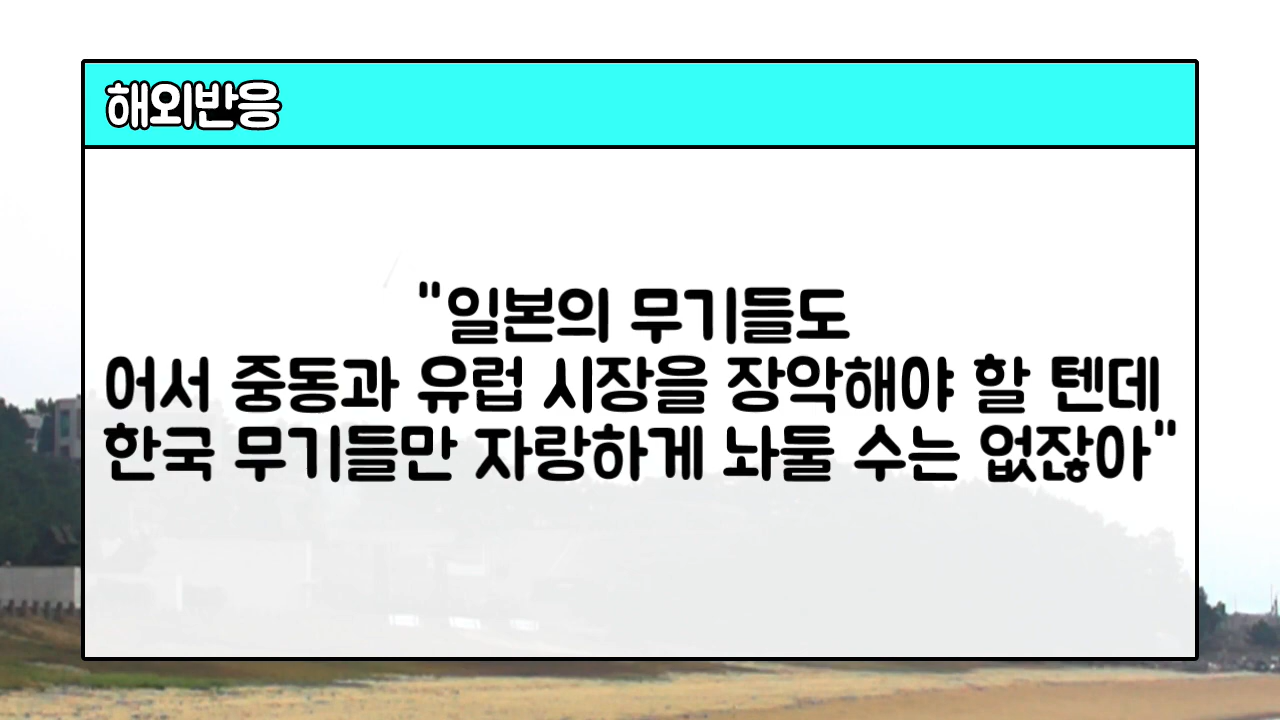 해외반응
"일본의 무기들도
어서 중동과 유럽 시장을 장악해야 할 텐데
한국 무기들만 자랑하게 놔둘 수는 없잖아"